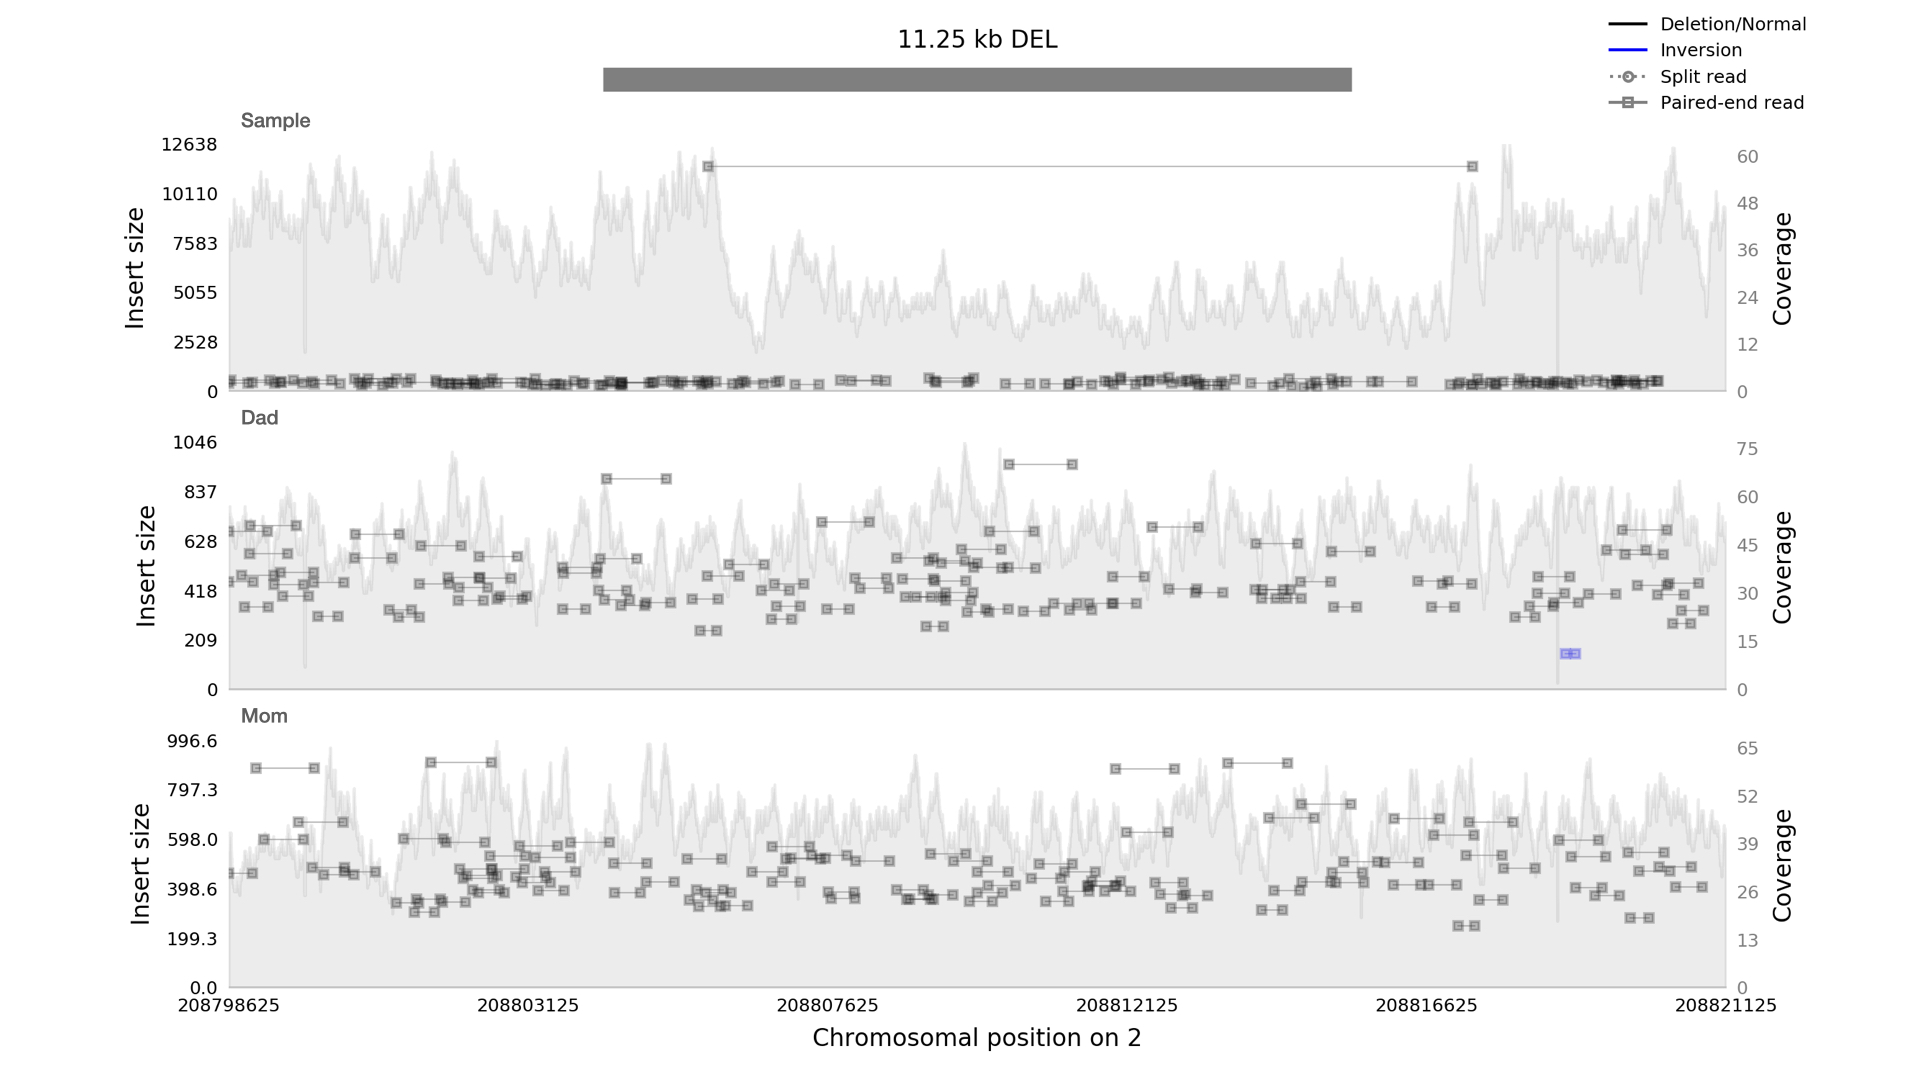 11.25 kb DEL
Deletion/Normal
Inversion
Split read
Paired-end read
Sample
12638
10110
7583
5055
2528
0
Insert size
60
48
36
24
12
0
Coverage
Dad
1046
837
628
418
209
0
Insert size
75
60
45
30
15
0
Coverage
Mom
996.6
797.3
598.0
398.6
199.3
0.0
Insert size
65
52
39
26
13
0
Coverage
208798625 208803125 208807625 208812125 208816625 208821125
Chromosomal position on 2